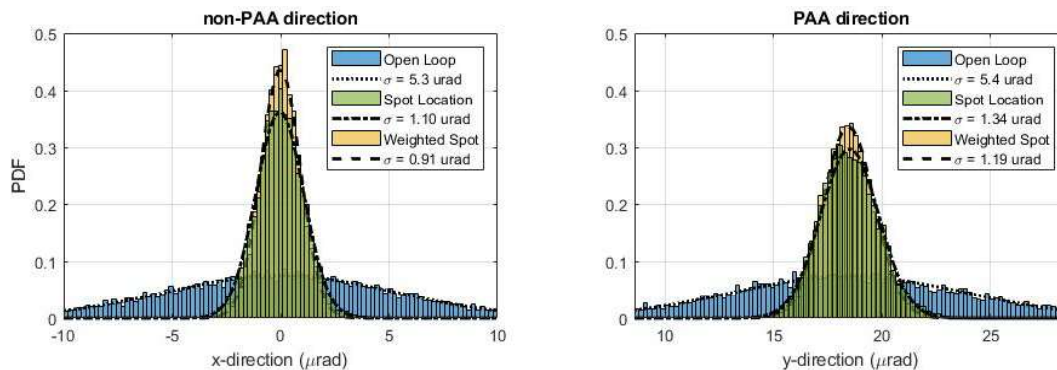 non-PAA direction
0.5
0.4
0.3
0.2
0.1
0
PDF
-10
-5
0
5
10
x-direction (μrad)
Open Loop
σ = 5.3 urad
Spot Location
σ = 1.10 urad
Weighted Spot
σ = 0.91 urad
PAA direction
0.5
0.4
0.3
0.2
0.1
0
10
15
20
25
y-direction (μrad)
Open Loop
σ = 5.4 urad
Spot Location
σ = 1.34 urad
Weighted Spot
σ = 1.19 urad